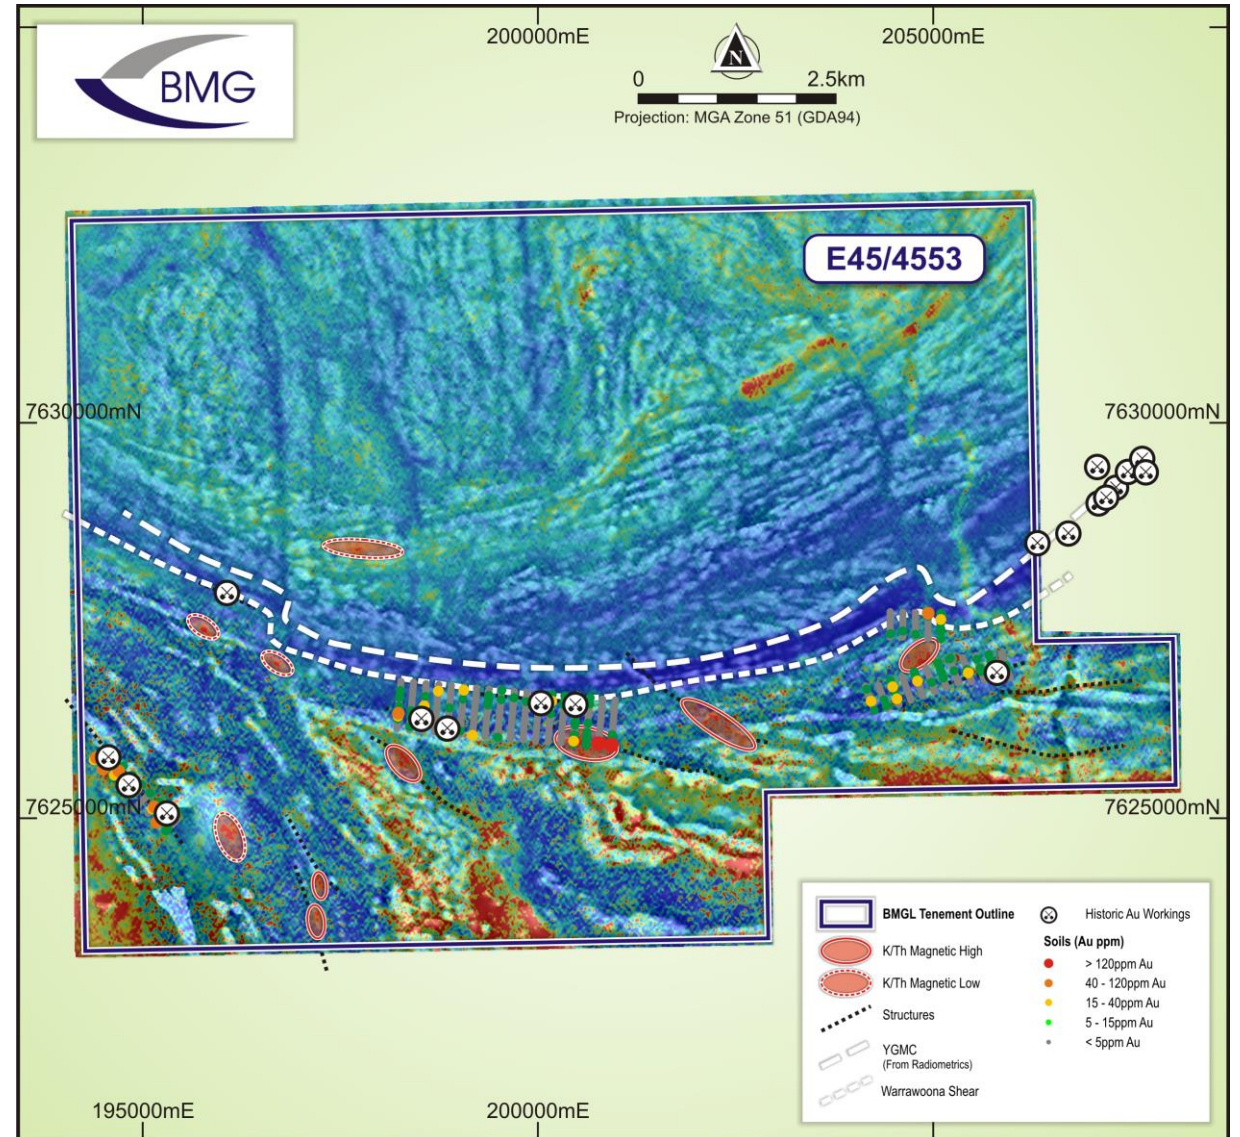 BMG
200000mE
205000mE
N
0
2.5km
Projection: MGA Zone 51 (GDA94)
E45/4553
7630000mN
7630000mN
7625000mN
7625000mN
BMGL Tenement Outline
K/Th Magnetic High
K/Th Magnetic Low
Structures
YGMC
(From Radiometrics)
Warrawoona Shear
Historic Au Workings
Soils (Au ppm)
> 120ppm Au
40 - 120ppm Au
15 - 40ppm Au
5 - 15ppm Au
< 5ppm Au
195000mE
200000mE